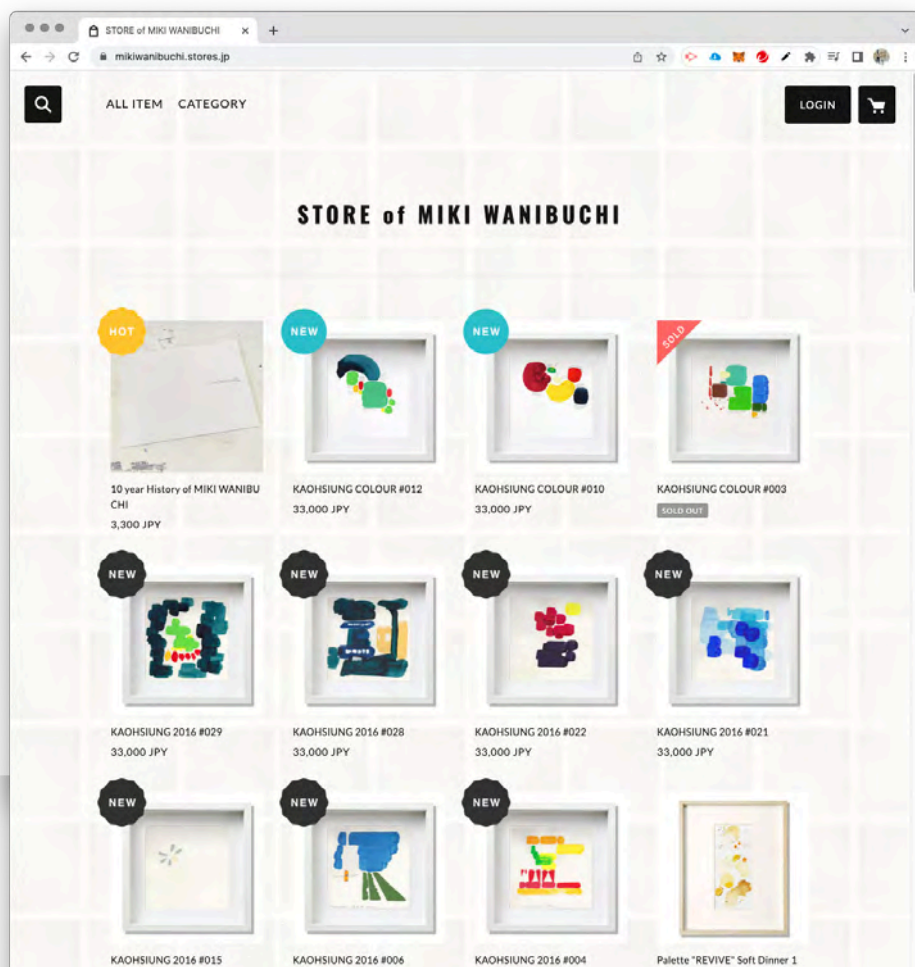 STORE of MIKI WANIBUCHI
mikiwanibuchi.stores.jp
ALL ITEM CATEGORY
LOGIN
STORE of MIKI WANIBUCHI
HOT
NEW
NEW
SOLD
10 year History of MIKI WANIBU
CHI
3,300 JPY
KAOHSIUNG COLOUR #012
33,000 JPY
KAOHSIUNG COLOUR #010
33,000 JPY
KAOHSIUNG COLOUR #003
SOLD OUT
NEW
NEW
NEW
NEW
KAOHSIUNG 2016 #029
33,000 JPY
KAOHSIUNG 2016 #028
33,000 JPY
KAOHSIUNG 2016 #022
33,000 JPY
KAOHSIUNG 2016 #021
33,000 JPY
NEW
NEW
NEW
KAOHSIUNG 2016 #015
KAOHSIUNG 2016 #006
KAOHSIUNG 2016 #004
Palette "REVIVE" Soft Dinner 1